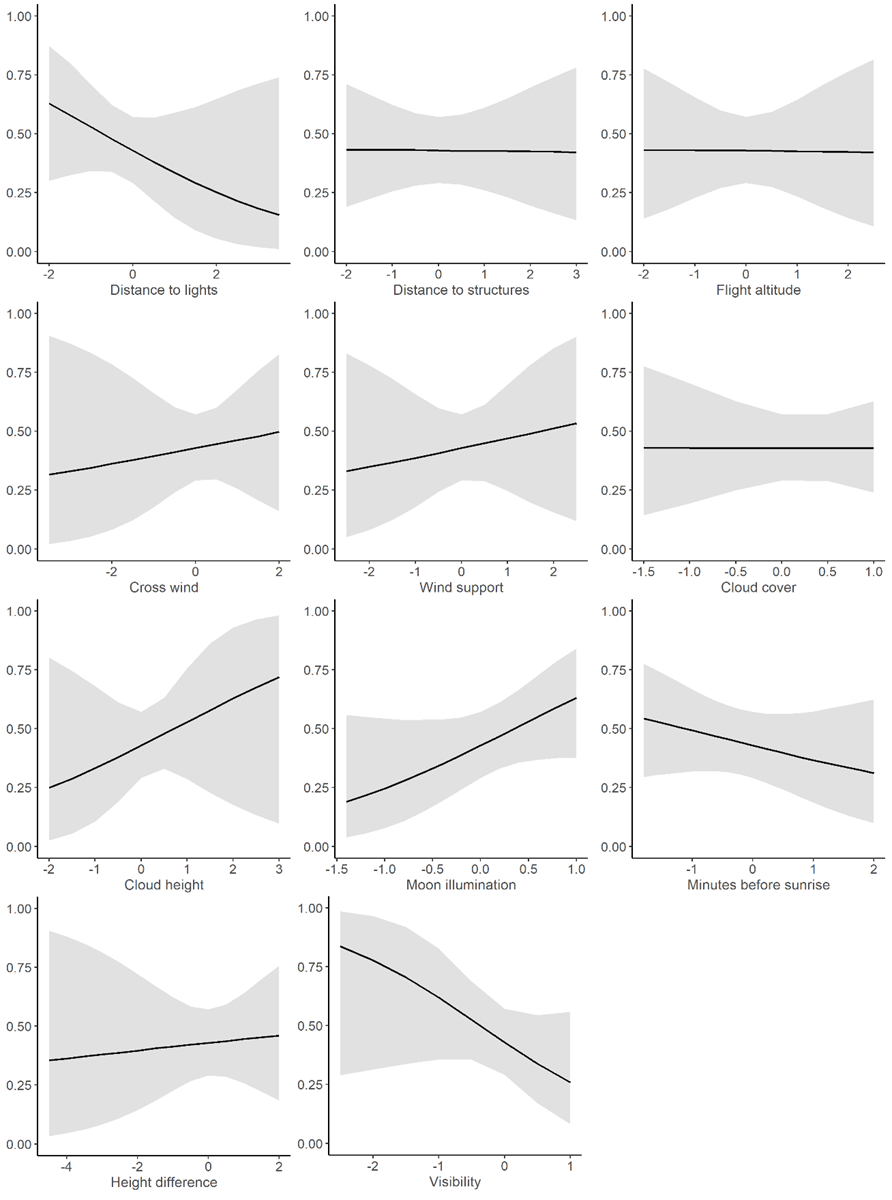 1.00 1.00 1.00
0.75 0.75 0.75
0.50 0.50 0.50
0.25 0.25 0.25
0.00 0.00 0.00
-2 0 2 -2 -1 0 1 2 3 -2 -1 0 1 2
Distance to lights Distance to structures Flight altitude
1.00 1.00 1.00
0.75 0.75 0.75
0.50 0.50 0.50
0.25 0.25 0.25
0.00 0.00 0.00
-2 0 2 -2 -1 0 1 2 -1.5 -1.0 -0.5 0.0 0.5 1.0
Cross wind Wind support Cloud cover
1.00 1.00 1.00
0.75 0.75 0.75
0.50 0.50 0.50
0.25 0.25 0.25
0.00 0.00 0.00
-2 -1 0 1 2 3 -1.5 -1.0 -0.5 0.0 0.5 1.0 -1 0 1 2
Cloud height Moon illumination Minutes before sunrise
1.00 1.00
0.75 0.75
0.50 0.50
0.25 0.25
0.00 0.00
-4 -2 0 2 -2 -1 0 1
Height difference Visibility